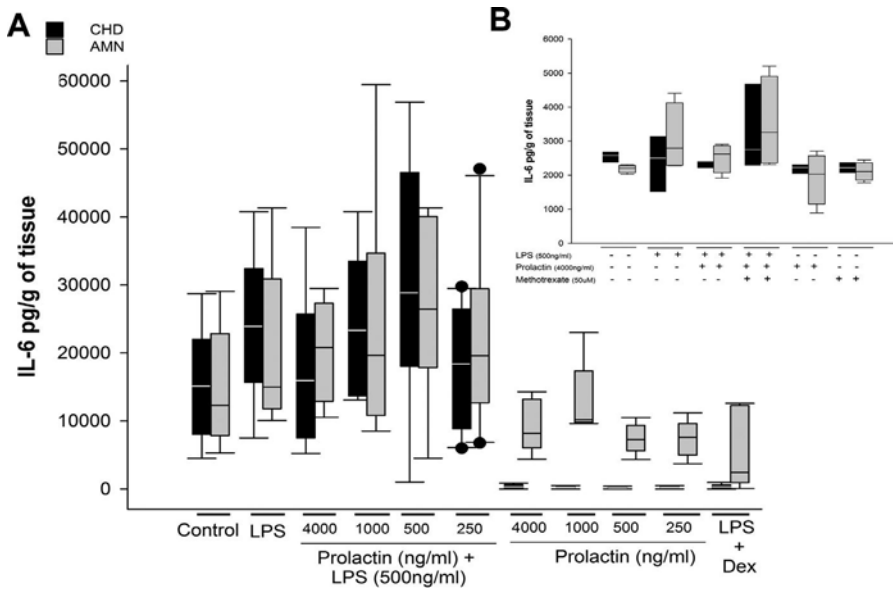 A
CHD
AMN
IL-6 pg/g of tissue
60000
50000
40000
30000
20000
10000
0
Control
LPS
4000
1000
500
250
Prolactin (ng/ml) +
LPS (500ng/ml)
4000
1000
500
250
Prolactin (ng/ml)
LPS
+
Dex
B
IL-6 pg/g of tissue
6000
5000
4000
3000
2000
1000
0
LPS (500ng/ml) - - + + + + + + - - - -
Prolactin (4000ng/ml) - - - - + + + + + + - -
Methotrexate (50uM) - - - - - - + + - - + +